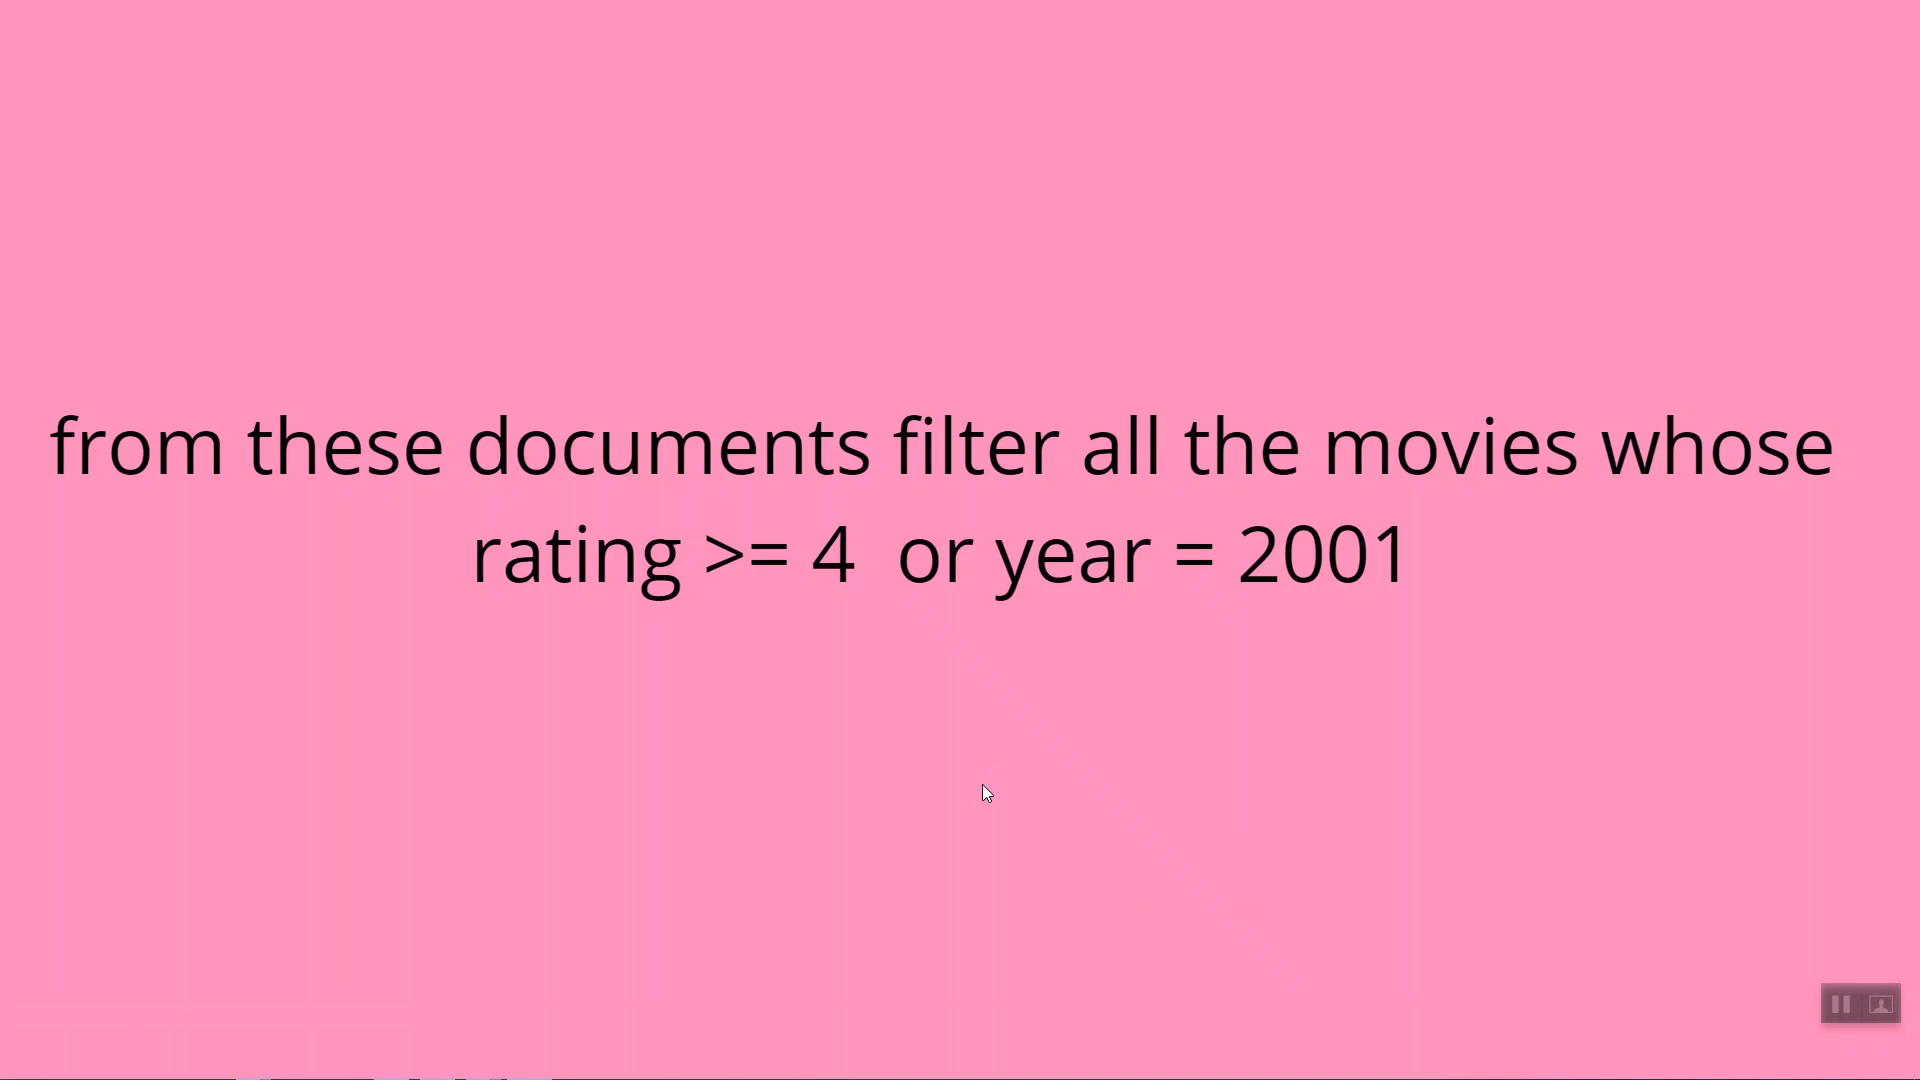 from these documents filter all the movies whose
rating >= 4  or year = 2001